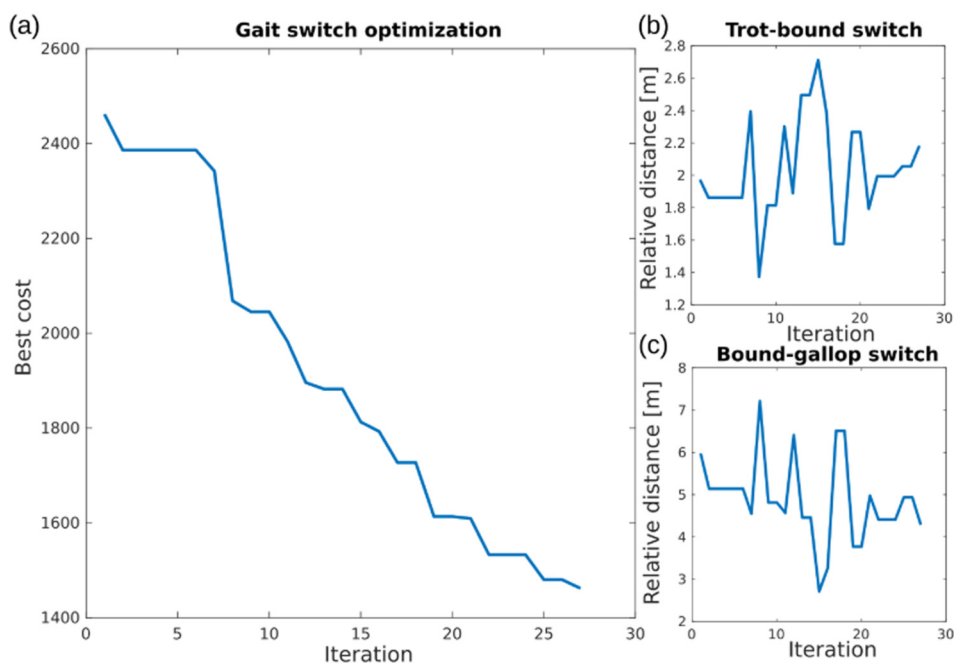 (a)
Gait switch optimization
2600
2400
2200
2000
1800
1600
1400
0 5 10 15 20 25 30
Best cost
Iteration
(b)
Trot-bound switch
2.8
2.6
2.4
2.2
2
1.8
1.6
1.4
1.2
0 10 20 30
Relative distance [m]
Iteration
(c)
Bound-gallop switch
8
7
6
5
4
3
2
0 10 20 30
Relative distance [m]
Iteration